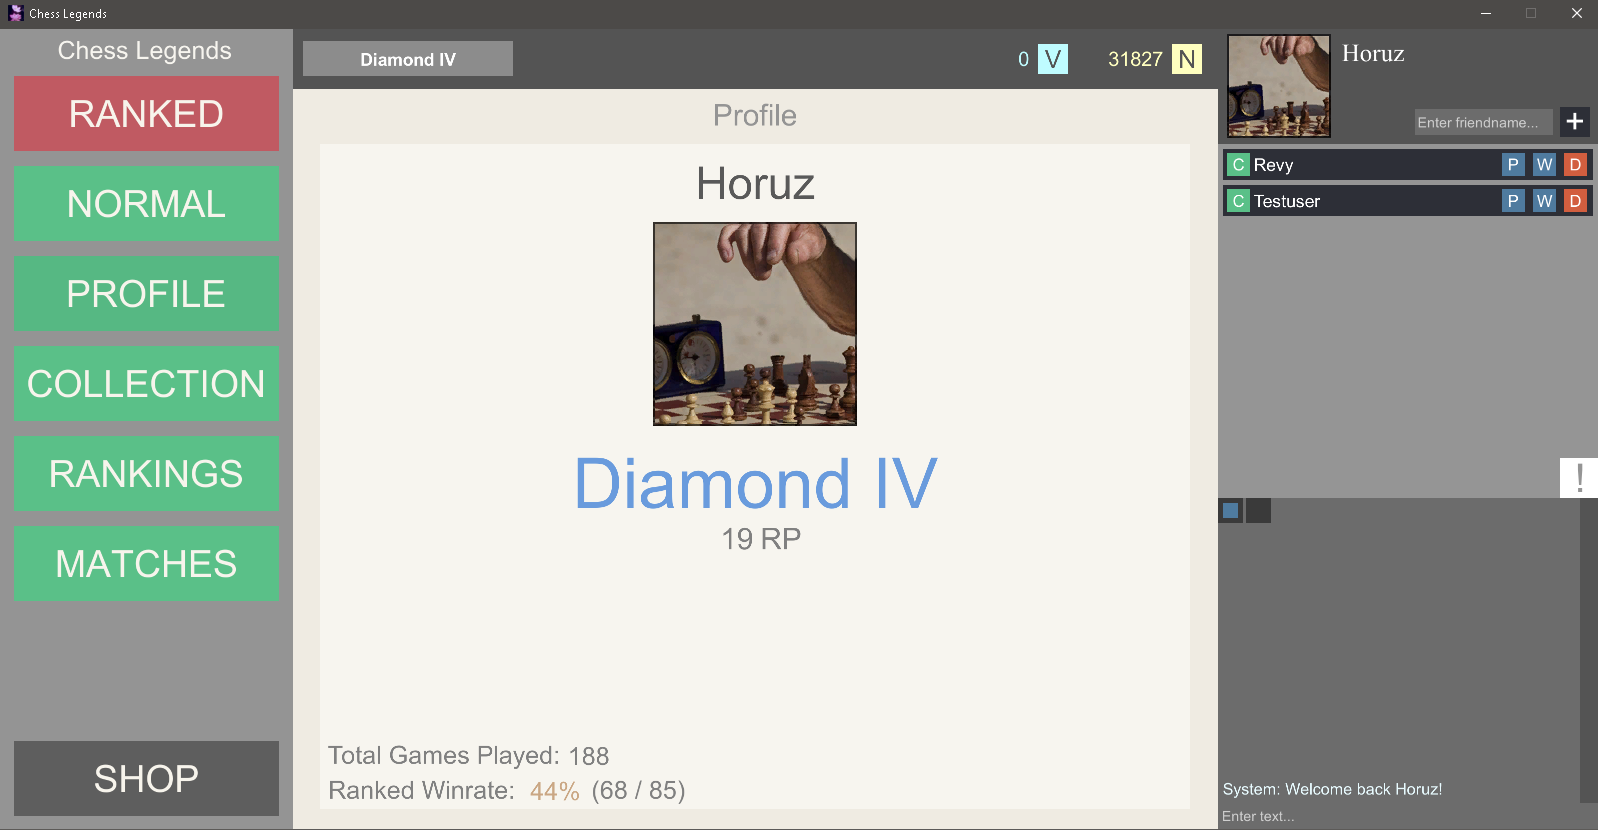 Chess Legends
Chess Legends
RANKED
NORMAL
PROFILE
COLLECTION
RANKINGS
MATCHES
SHOP
Diamond IV
0 V 31827 N
Profile
Horuz
Diamond IV
19 RP
Total Games Played: 188
Ranked Winrate: 44% (68 / 85)
Horuz
Enter friendname... +
C Revy P W D
C Testuser P W D
!
System: Welcome back Horuz!
Enter text...